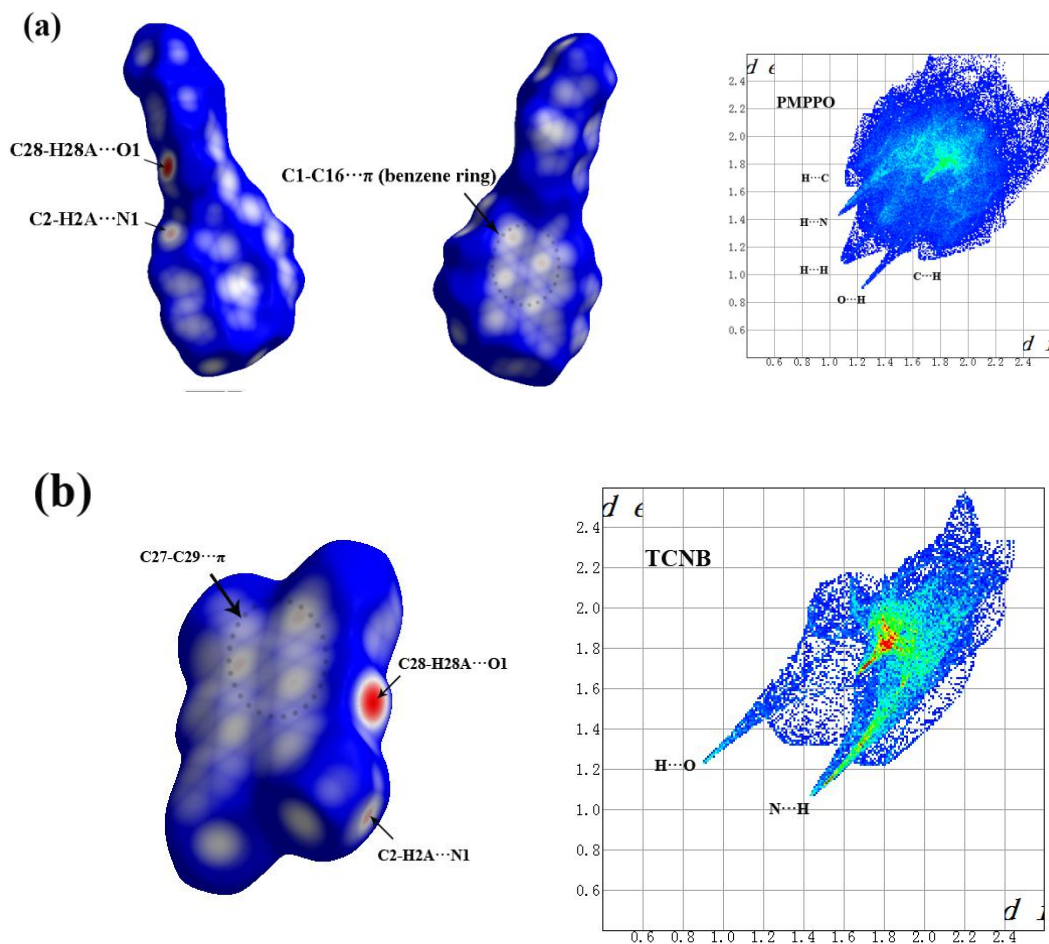 (a)
C28-H28A···O1
C2-H2A···N1
C1-C16···π (benzene ring)
d e
2.4
PMPPO
2.2
2.0
1.8
H···C
1.6
1.4
H···N
1.2
H···H
C···H
1.0
O···H
0.8
0.6
d i
0.6 0.8 1.0 1.2 1.4 1.6 1.8 2.0 2.2 2.4
(b)
C27-C29···π
C28-H28A···O1
C2-H2A···N1
d e
2.4
TCNB
2.2
2.0
1.8
1.6
1.4
H···O
1.2
N···H
1.0
0.8
0.6
d i
0.6 0.8 1.0 1.2 1.4 1.6 1.8 2.0 2.2 2.4